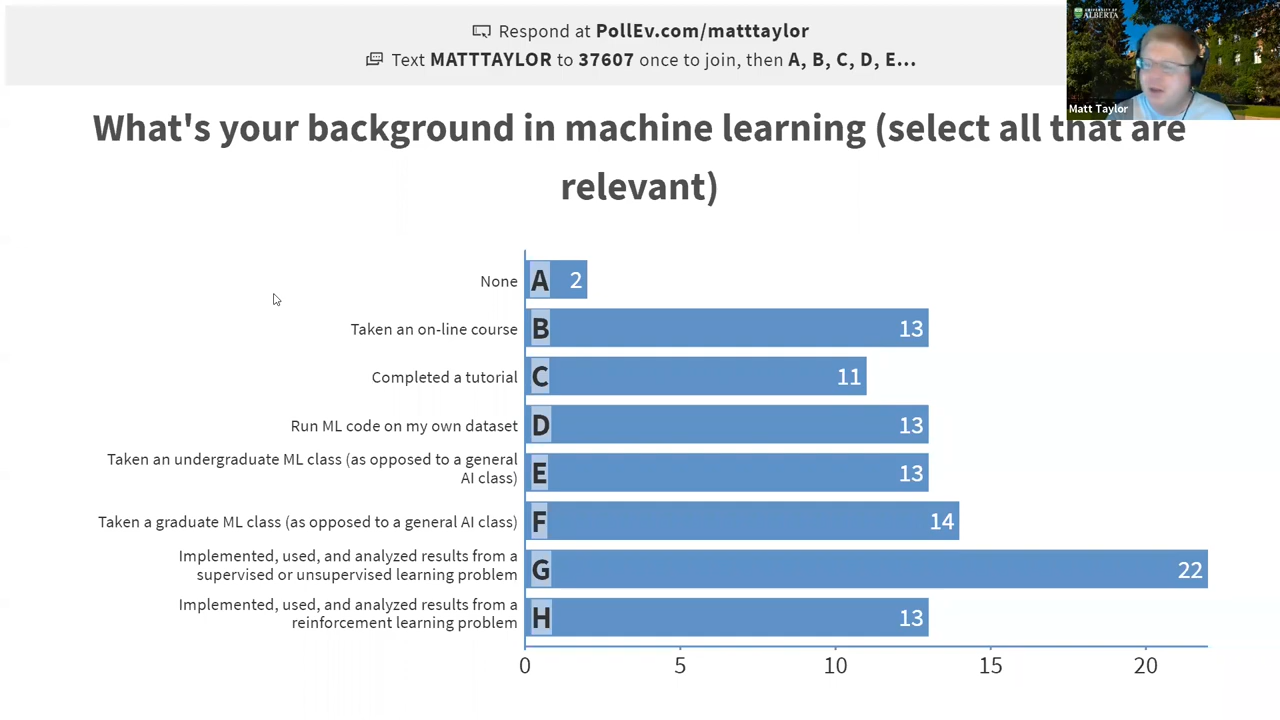 Respond at PollEv.com/matttaylor
Text MATTTAYLOR to 37607 once to join, then A, B, C, D, E...
UNIVERSITY OF
ALBERTA
Matt Taylor
What's your background in machine learning (select all that are
relevant)
None A 2
Taken an on-line course B 13
Completed a tutorial C 11
Run ML code on my own dataset D 13
Taken an undergraduate ML class (as opposed to a general
AI class) E 13
Taken a graduate ML class (as opposed to a general AI class) F 14
Implemented, used, and analyzed results from a
supervised or unsupervised learning problem G 22
Implemented, used, and analyzed results from a
reinforcement learning problem H 13
0 5 10 15 20